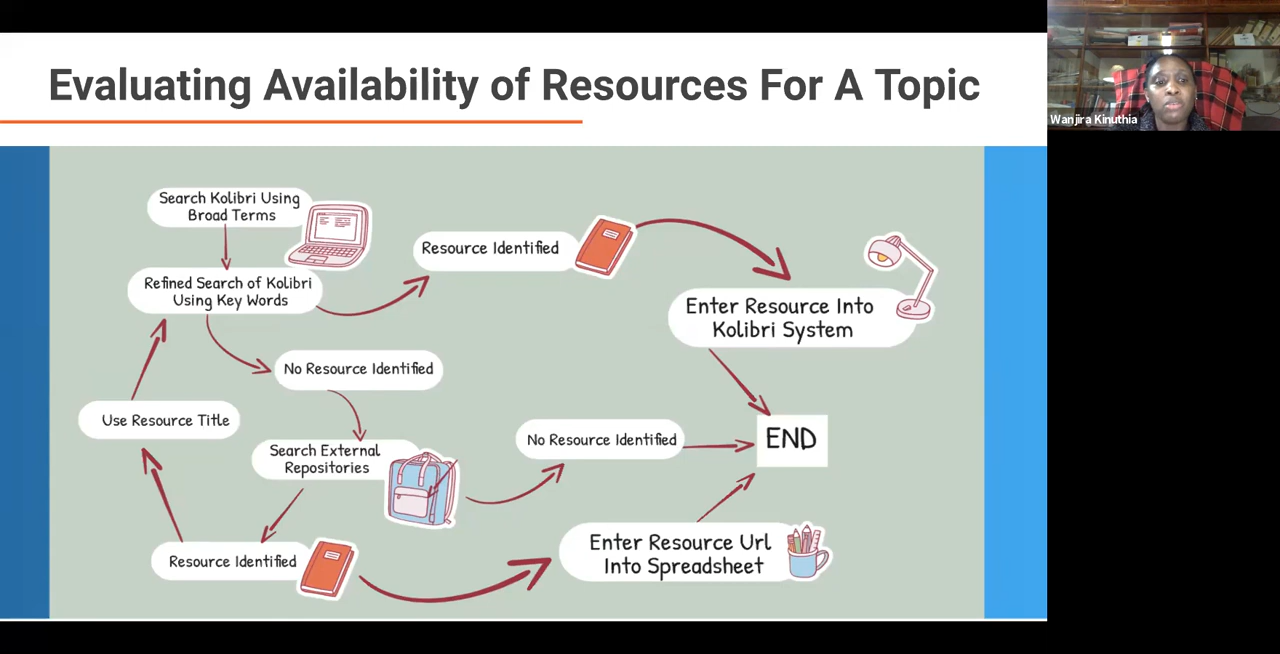 Evaluating Availability of Resources For A Topic
Wanjira Kinuthia
Search Kolibri Using
Broad Terms
Refined Search of Kolibri
Using Key Words
Resource Identified
Enter Resource Into
Kolibri System
No Resource Identified
Use Resource Title
Search External
Repositories
No Resource Identified
END
Resource Identified
Enter Resource Url
Into Spreadsheet